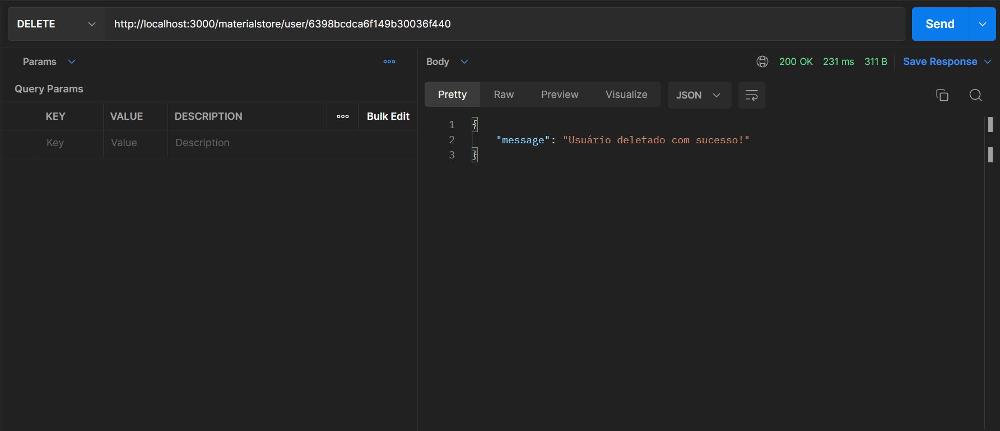 DELETE http://localhost:3000/materialstore/user/6398bcdca6f149b30036f440 Send
Params
Query Params
KEY VALUE DESCRIPTION Bulk Edit
Key Value Description
Body 200 OK 231 ms 311 B Save Response
Pretty Raw Preview Visualize JSON
1 {
2 "message": "Usuário deletado com sucesso!"
3 }